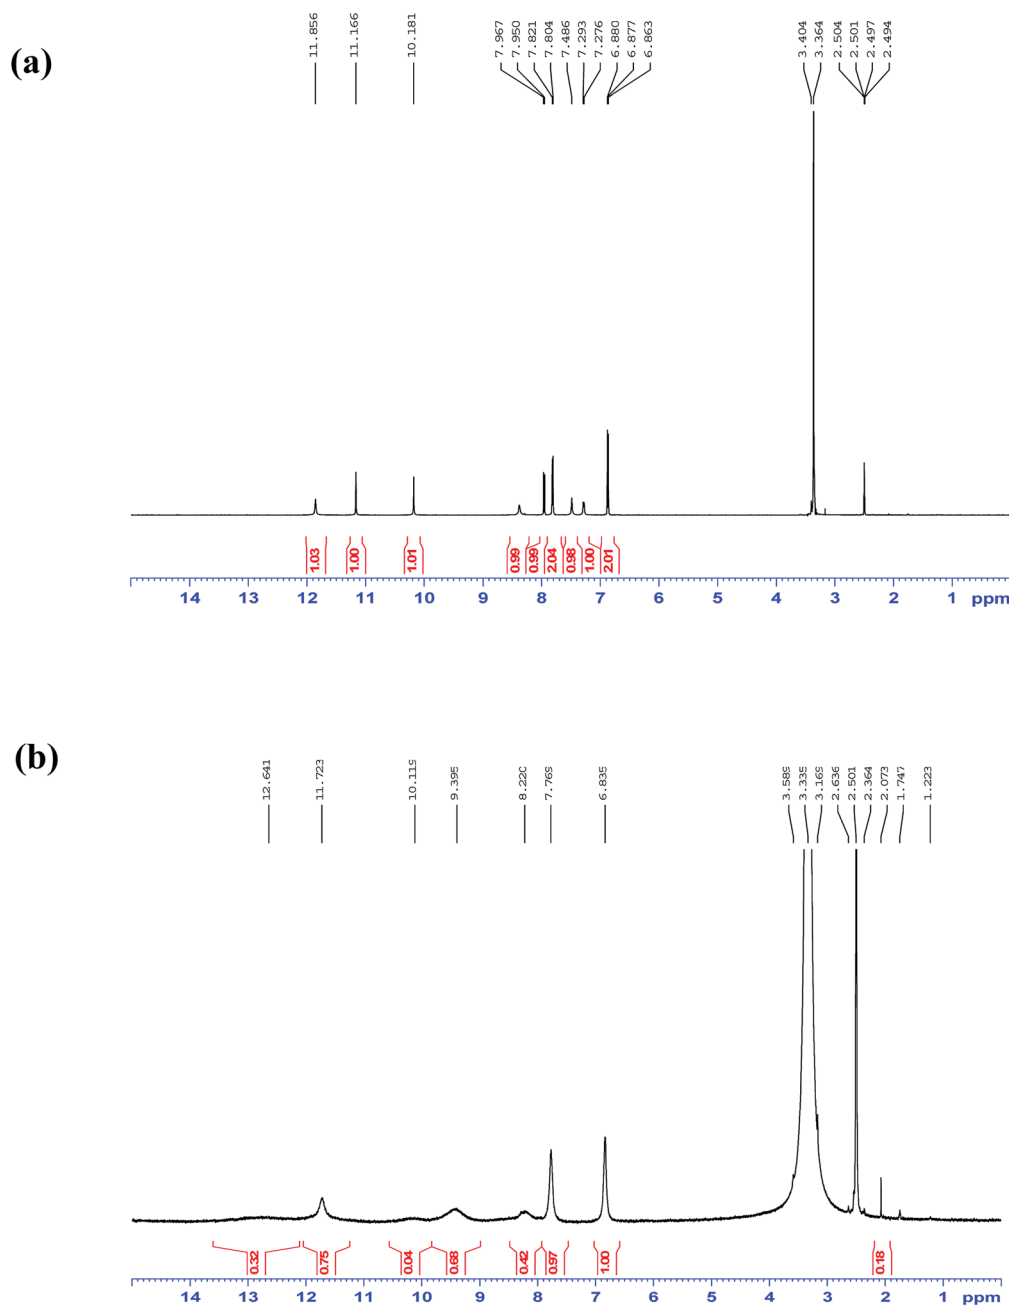 (a)
11.856 11.166 10.181 7.967 7.950 7.821 7.804 7.486 7.293 7.276 6.880 6.877 6.863 3.404 3.364 2.504 2.501 2.497 2.494
1.03 1.00 1.01 0.99 0.99 2.04 0.98 1.00 2.01
14 13 12 11 10 9 8 7 6 5 4 3 2 1 ppm
(b)
12.641 11.723 10.119 9.395 8.220 7.769 6.835 3.589 3.335 3.169 2.636 2.501 2.364 2.073 1.747 1.223
0.32 0.75 0.04 0.68 0.42 0.97 1.00 0.18
14 13 12 11 10 9 8 7 6 5 4 3 2 1 ppm